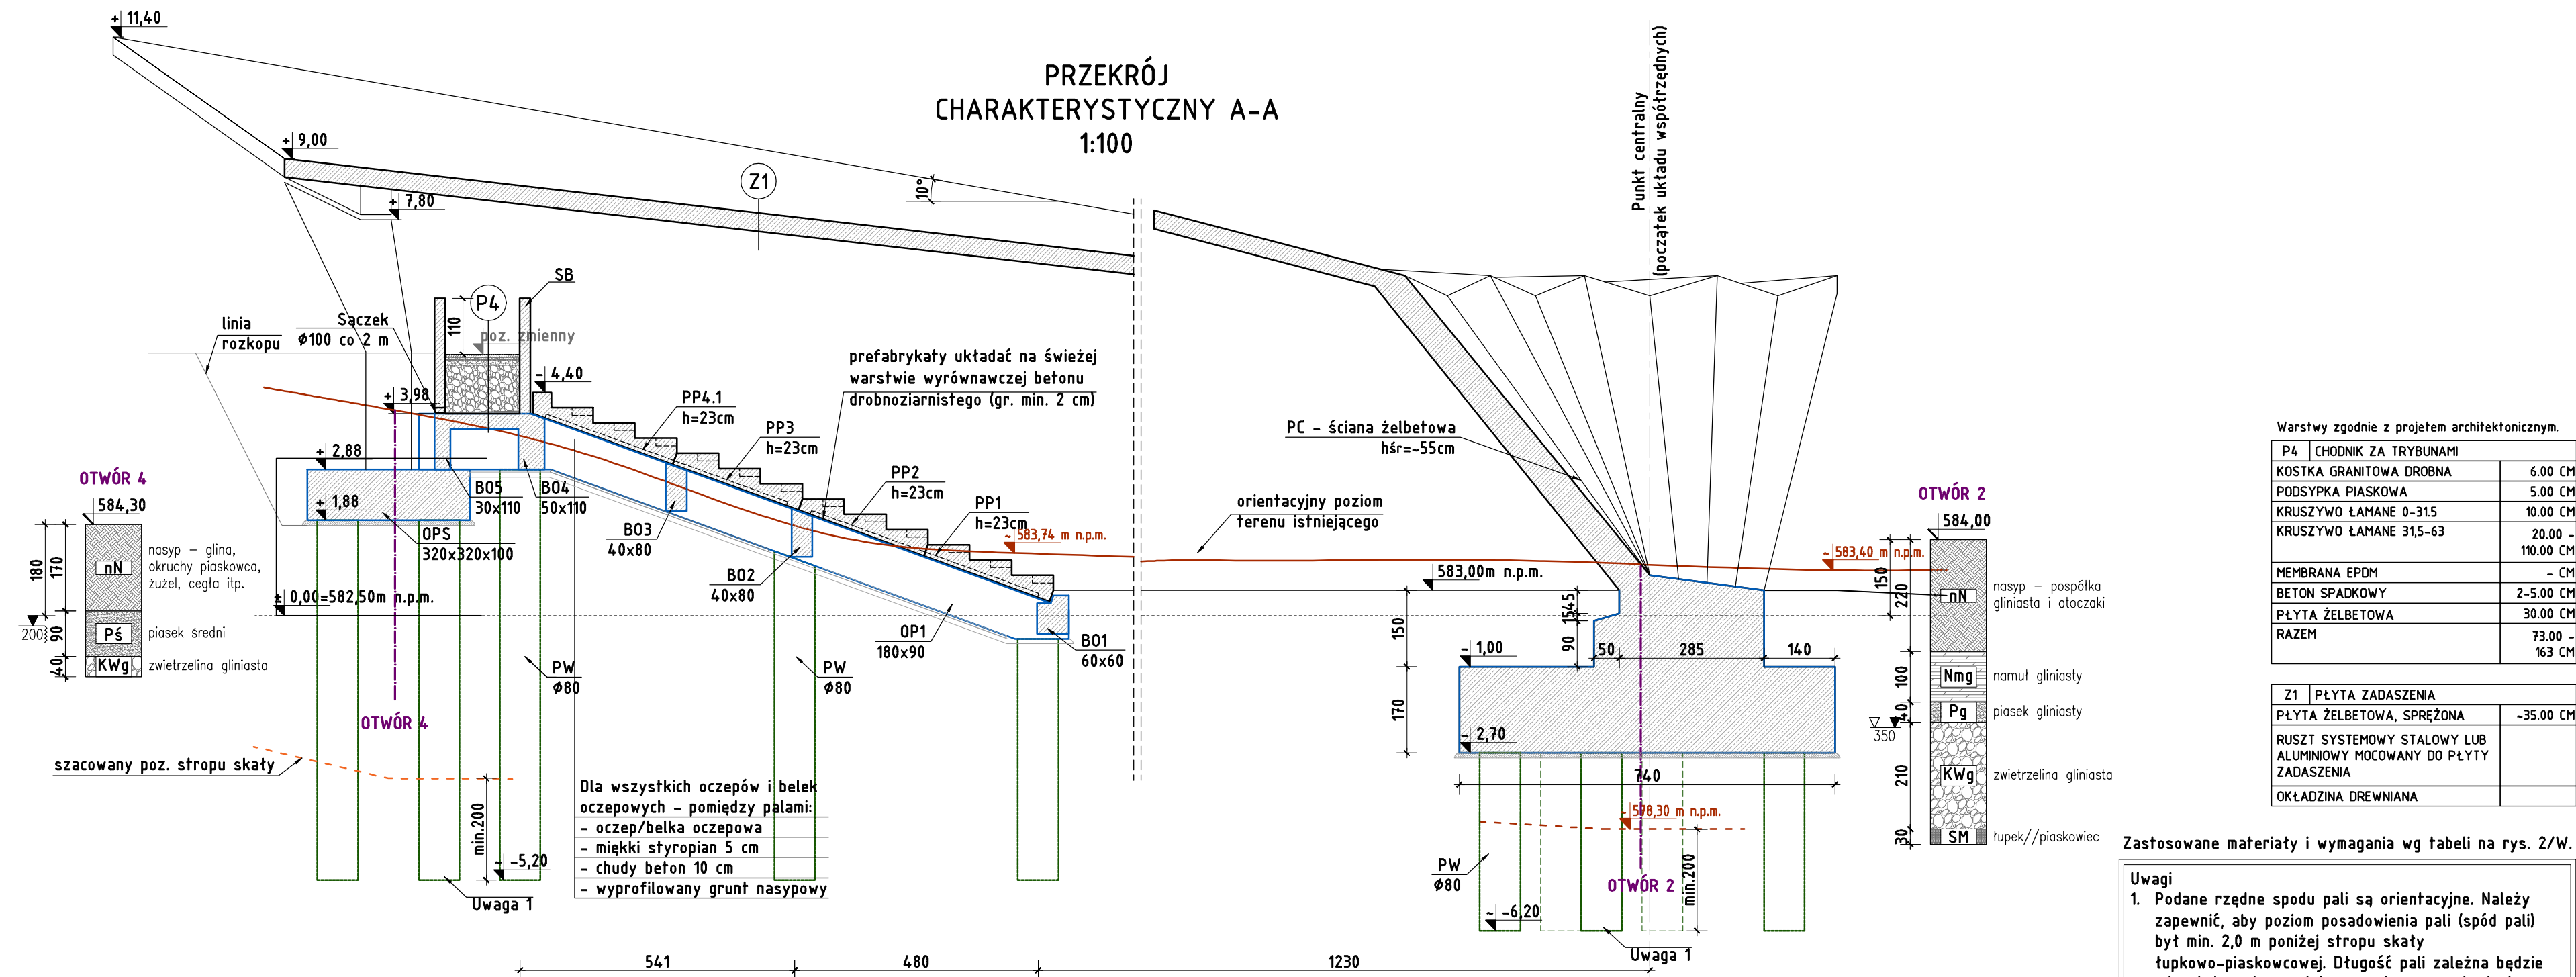 PRZEKRÓJ
CHARAKTERYSTYCZNY A-A
1:100
+ 11,40
+ 9,00
+ 7,80
Z1
10°
Punkt centralny
(początek układu współrzędnych)
SB
P4
110
poz. zmienny
linia
rozkopu
Sączek
Φ100 co 2 m
- 4,40
+ 3,98
+ 2,88
+ 1,88
prefabrykaty układać na świeżej
warstwie wyrównawczej betonu
drobnoziarnistego (gr. min. 2 cm)
PP4.1
h=23cm
PP3
h=23cm
PP2
h=23cm
PP1
h=23cm
~ 583,74 m n.p.m.
orientacyjny poziom
terenu istniejącego
PC - ściana żelbetowa
hśr=~55cm
583,00m n.p.m.
~ 583,40 m n.p.m.
OTWÓR 4
584,30
180
170
90
40
200
nN
Pś
KWg
nasyp - glina,
okruchy piaskowca,
żużel, cegła itp.
piasek średni
zwietrzelina gliniasta
± 0,00=582,50m n.p.m.
BO5
30x110
BO4
50x110
OPS
320x320x100
BO3
40x80
BO2
40x80
OP1
180x90
BO1
60x60
PW
Φ80
PW
Φ80
OTWÓR 4
szacowany poz. stropu skały
min.200
~ -5,20
Uwaga 1
Dla wszystkich oczepów i belek
oczepowych - pomiędzy palami:
- oczep/belka oczepowa
- miękki styropian 5 cm
- chudy beton 10 cm
- wyprofilowany grunt nasypowy
150
170
45
15
90
50
285
140
- 1,00
- 2,70
740
~ 578,30 m n.p.m.
PW
Φ80
OTWÓR 2
min.200
~ -6,20
Uwaga 1
541
480
1230
OTWÓR 2
584,00
150
220
100
40
210
30
350
nN
Nmg
Pg
KWg
SM
nasyp - pospółka
gliniasta i otoczaki
namuł gliniasty
piasek gliniasty
zwietrzelina gliniasta
łupek//piaskowiec
Warstwy zgodnie z projetem architektonicznym.
P4 CHODNIK ZA TRYBUNAMI
KOSTKA GRANITOWA DROBNA 6.00 CM
PODSYPKA PIASKOWA 5.00 CM
KRUSZYWO ŁAMANE 0-31.5 10.00 CM
KRUSZYWO ŁAMANE 31,5-63 20.00 -
110.00 CM
MEMBRANA EPDM - CM
BETON SPADKOWY 2-5.00 CM
PŁYTA ŻELBETOWA 30.00 CM
RAZEM 73.00 -
163 CM
Z1 PŁYTA ZADASZENIA
PŁYTA ŻELBETOWA, SPRĘŻONA ~35.00 CM
RUSZT SYSTEMOWY STALOWY LUB
ALUMINIOWY MOCOWANY DO PŁYTY
ZADASZENIA
OKŁADZINA DREWNIANA
Zastosowane materiały i wymagania wg tabeli na rys. 2/W.
Uwagi
1. Podane rzędne spodu pali są orientacyjne. Należy
zapewnić, aby poziom posadowienia pali (spód pali)
był min. 2,0 m poniżej stropu skały
łupkowo-piaskowcowej. Długość pali zależna będzie